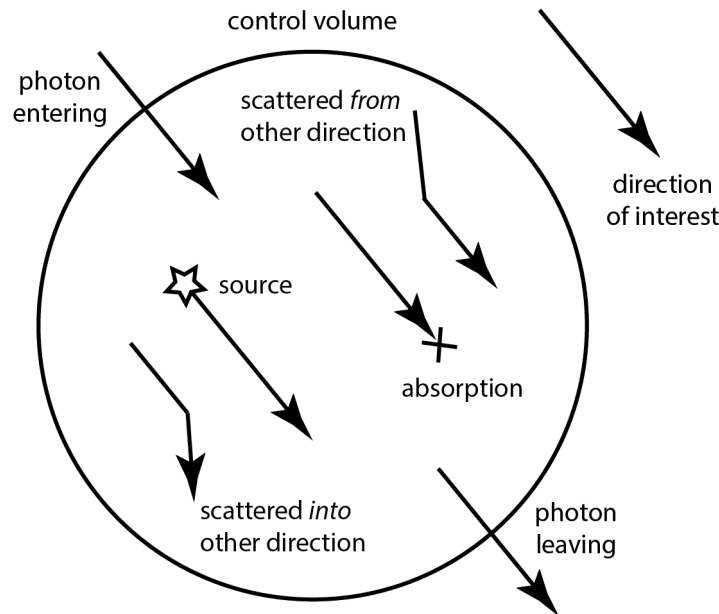 control volume
photon
entering
scattered from
other direction
direction
of interest
source
absorption
scattered into
other direction
photon
leaving